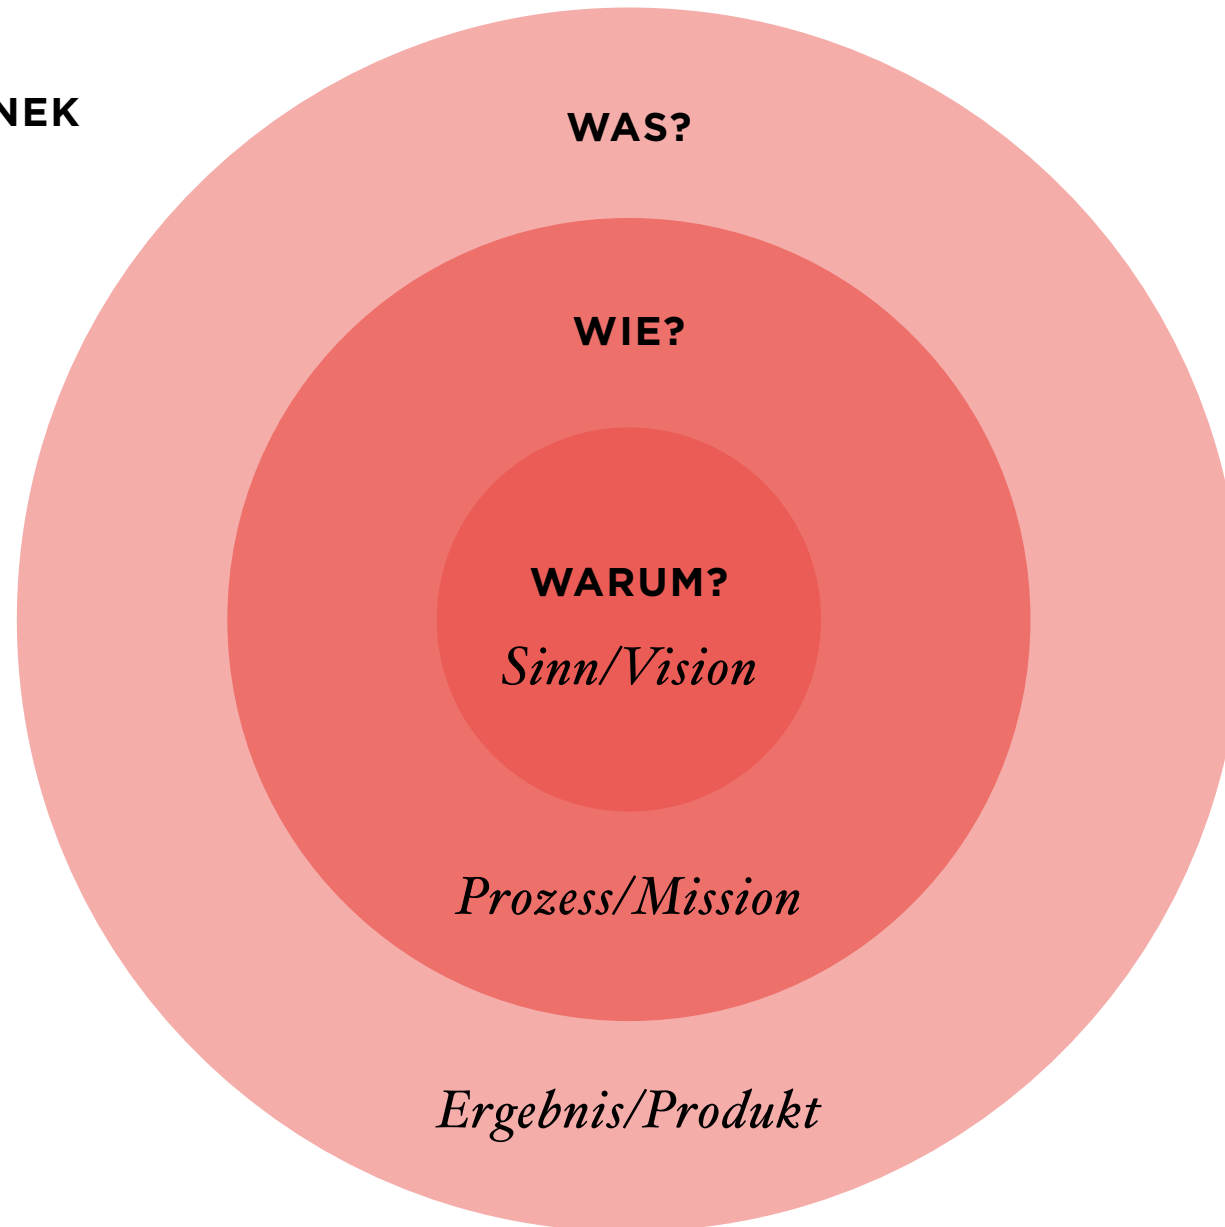 NEK
WAS?
WIE?
WARUM?
Sinn/Vision
Prozess/Mission
Ergebnis/Produkt